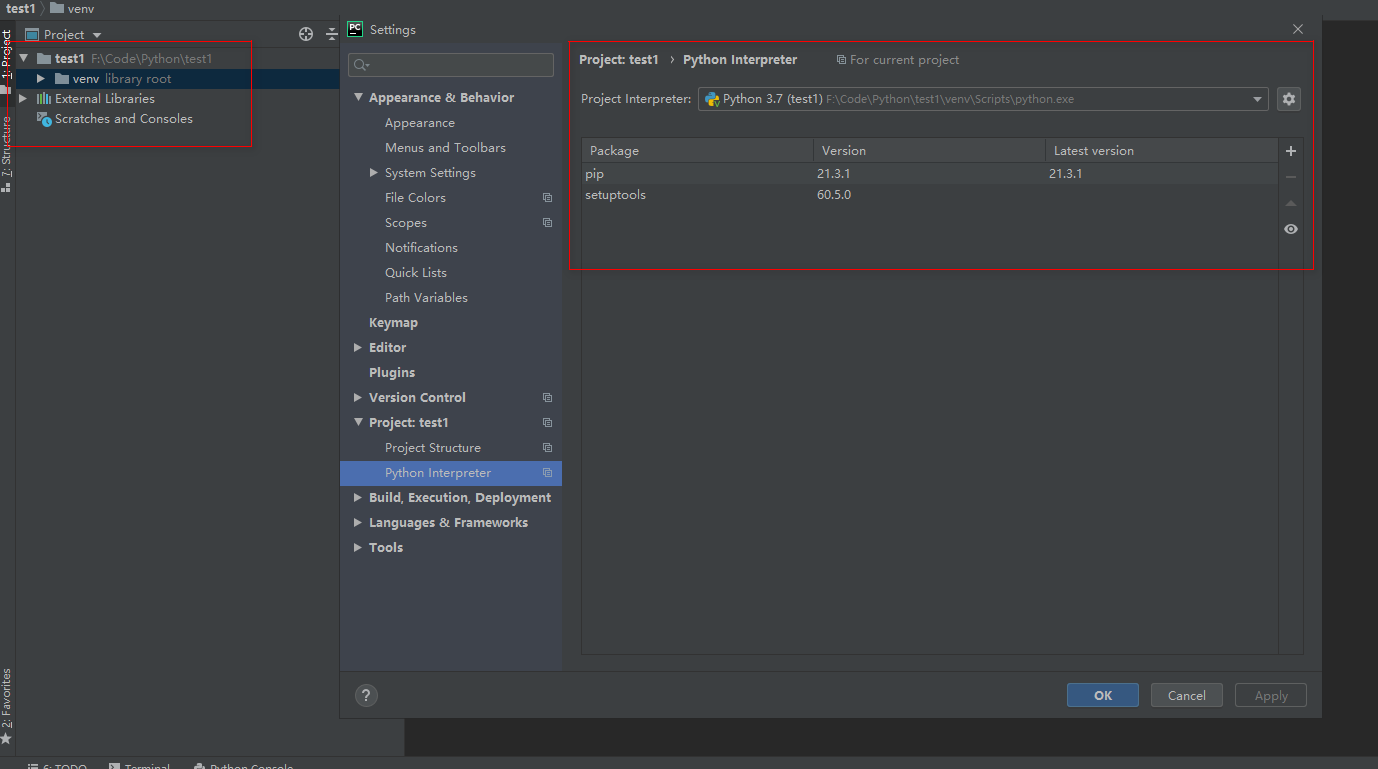 test1 venv
Project
1: Project
test1 F:\Code\Python\test1
venv library root
External Libraries
Scratches and Consoles
7: Structure
2: Favorites
6: TODO Terminal Python Console
PC Settings
Appearance & Behavior
Appearance
Menus and Toolbars
System Settings
File Colors
Scopes
Notifications
Quick Lists
Path Variables
Keymap
Editor
Plugins
Version Control
Project: test1
Project Structure
Python Interpreter
Build, Execution, Deployment
Languages & Frameworks
Tools
Project: test1 › Python Interpreter For current project
Project Interpreter: Python 3.7 (test1) F:\Code\Python\test1\venv\Scripts\python.exe
Package Version Latest version
pip 21.3.1 21.3.1
setuptools 60.5.0
? OK Cancel Apply